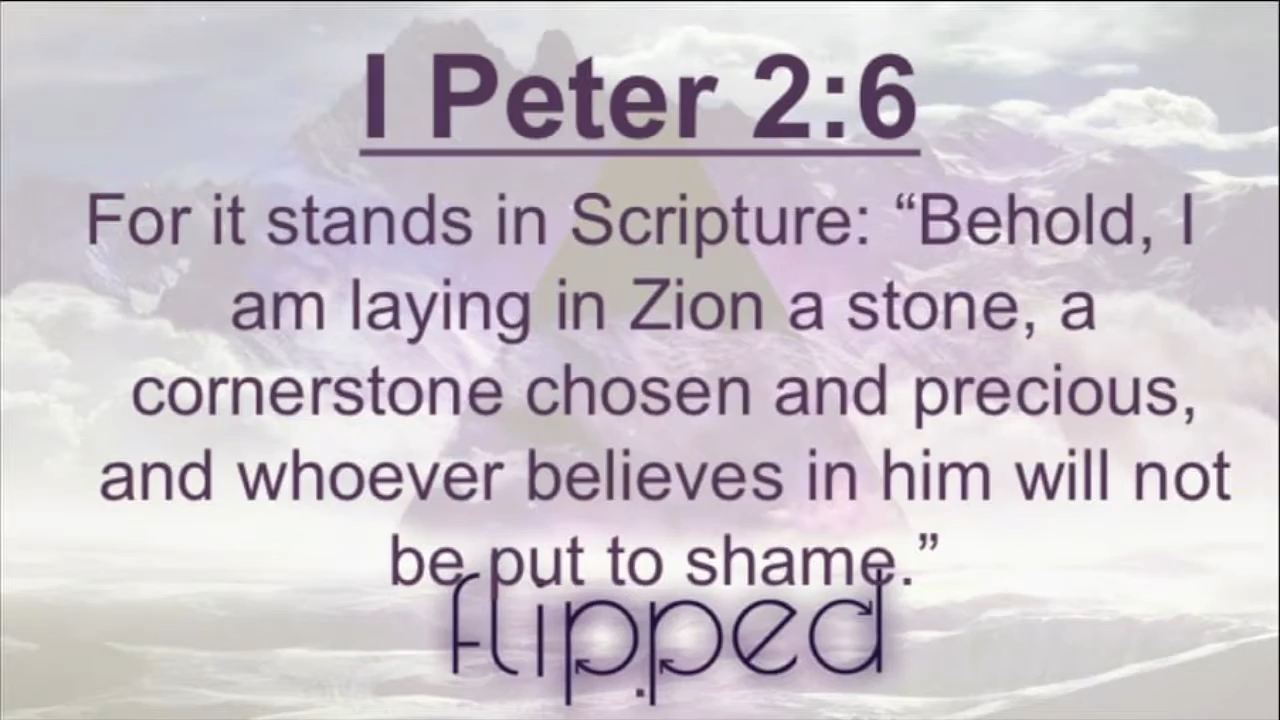 I Peter 2:6
For it stands in Scripture: “Behold, I
am laying in Zion a stone, a
cornerstone chosen and precious,
and whoever believes in him will not
be put to shame.”
flipped